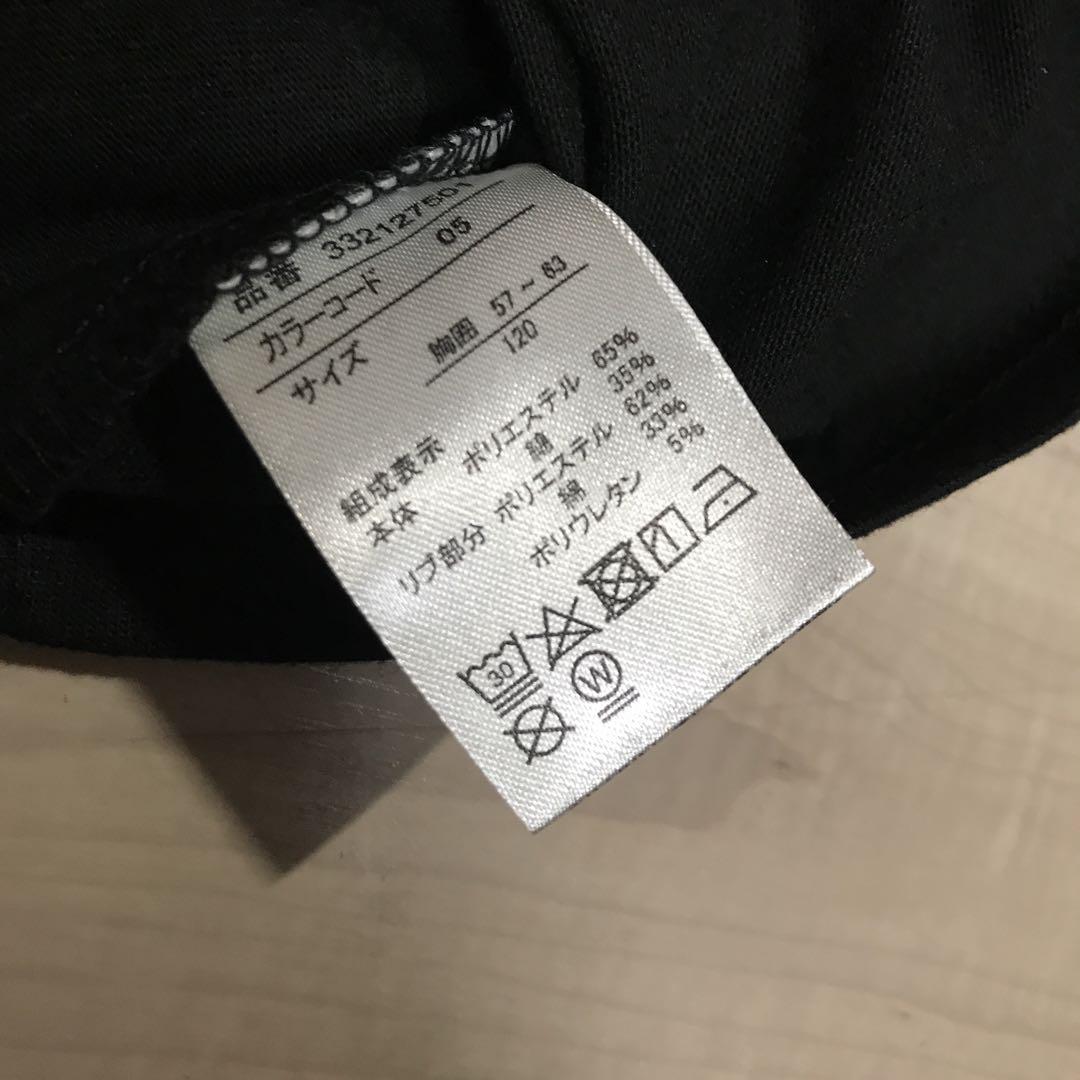 品番 332127501
カラーコード 05
サイズ 胸囲 57～63
120
組成表示
本体 ポリエステル 65%
綿 35%
リブ部分 ポリエステル 62%
綿 33%
ポリウレタン 5%
30
W